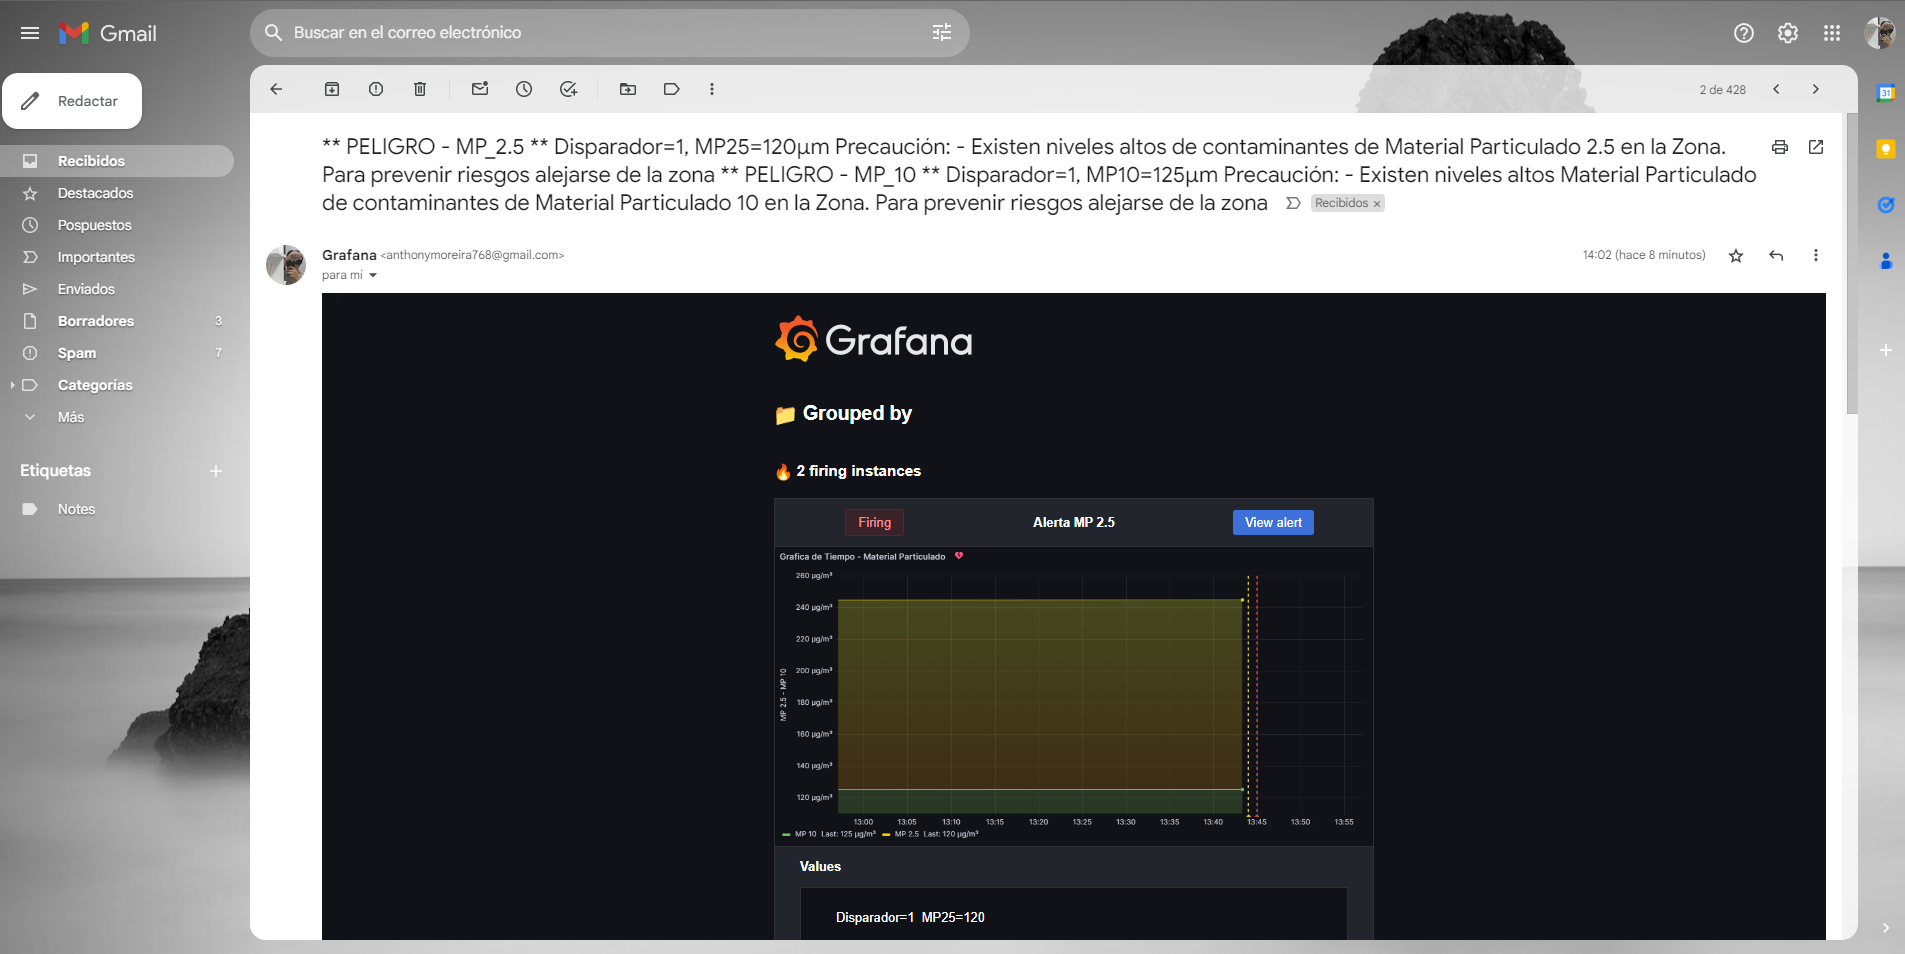 Gmail
Buscar en el correo electrónico
Redactar
Recibidos
Destacados
Pospuestos
Importantes
Enviados
Borradores 3
Spam 7
Categorías
Más
Etiquetas
Notes
2 de 428
31
** PELIGRO - MP_2.5 ** Disparador=1, MP25=120µm Precaución: - Existen niveles altos de contaminantes de Material Particulado 2.5 en la Zona.
Para prevenir riesgos alejarse de la zona ** PELIGRO - MP_10 ** Disparador=1, MP10=125µm Precaución: - Existen niveles altos Material Particulado
de contaminantes de Material Particulado 10 en la Zona. Para prevenir riesgos alejarse de la zona Recibidos ×
Grafana <anthonymoreira768@gmail.com> 14:02 (hace 8 minutos)
para mí
Grafana
Grouped by
2 firing instances
Firing Alerta MP 2.5 View alert
Grafica de Tiempo - Material Particulado
260 µg/m³
240 µg/m³
220 µg/m³
200 µg/m³
180 µg/m³
160 µg/m³
140 µg/m³
120 µg/m³
MP 2.5 - MP 10
13:00 13:05 13:10 13:15 13:20 13:25 13:30 13:35 13:40 13:45 13:50 13:55
MP 10 Last: 125 µg/m³ MP 2.5 Last: 120 µg/m³
Values
Disparador=1 MP25=120